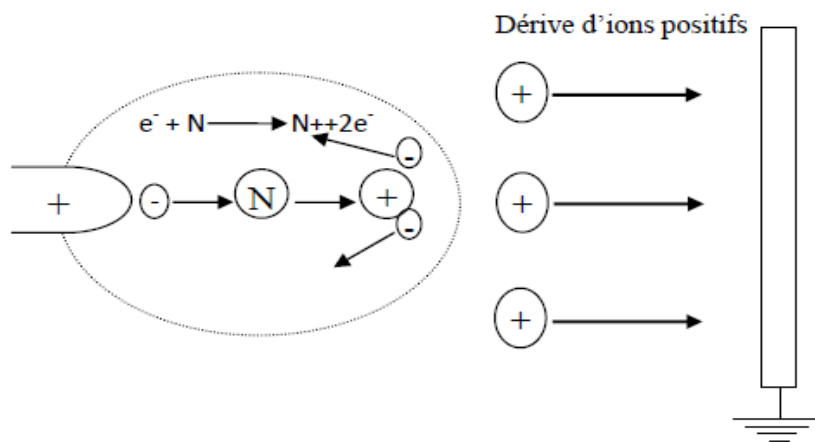 Dérive d’ions positifs
+
e⁻ + N N++2e⁻
-
+
- N +
+
-
+